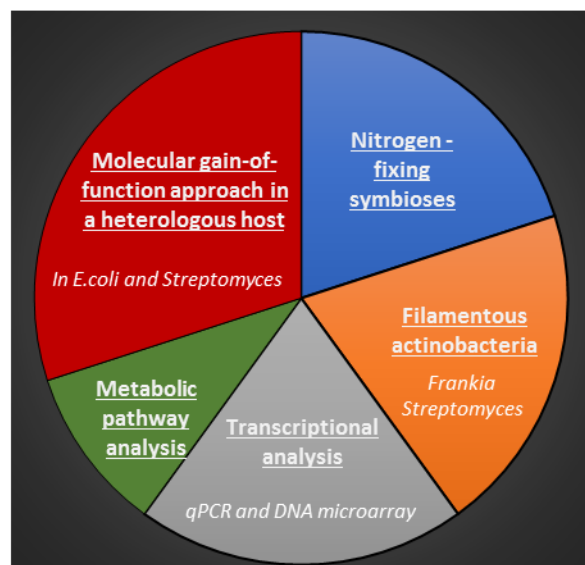 Nitrogen -
fixing
symbioses
Filamentous
actinobacteria
Frankia
Streptomyces
Transcriptional
analysis
qPCR and DNA microarray
Metabolic
pathway
analysis
Molecular gain-of-
function approach in
a heterologous host
In E.coli and Streptomyces